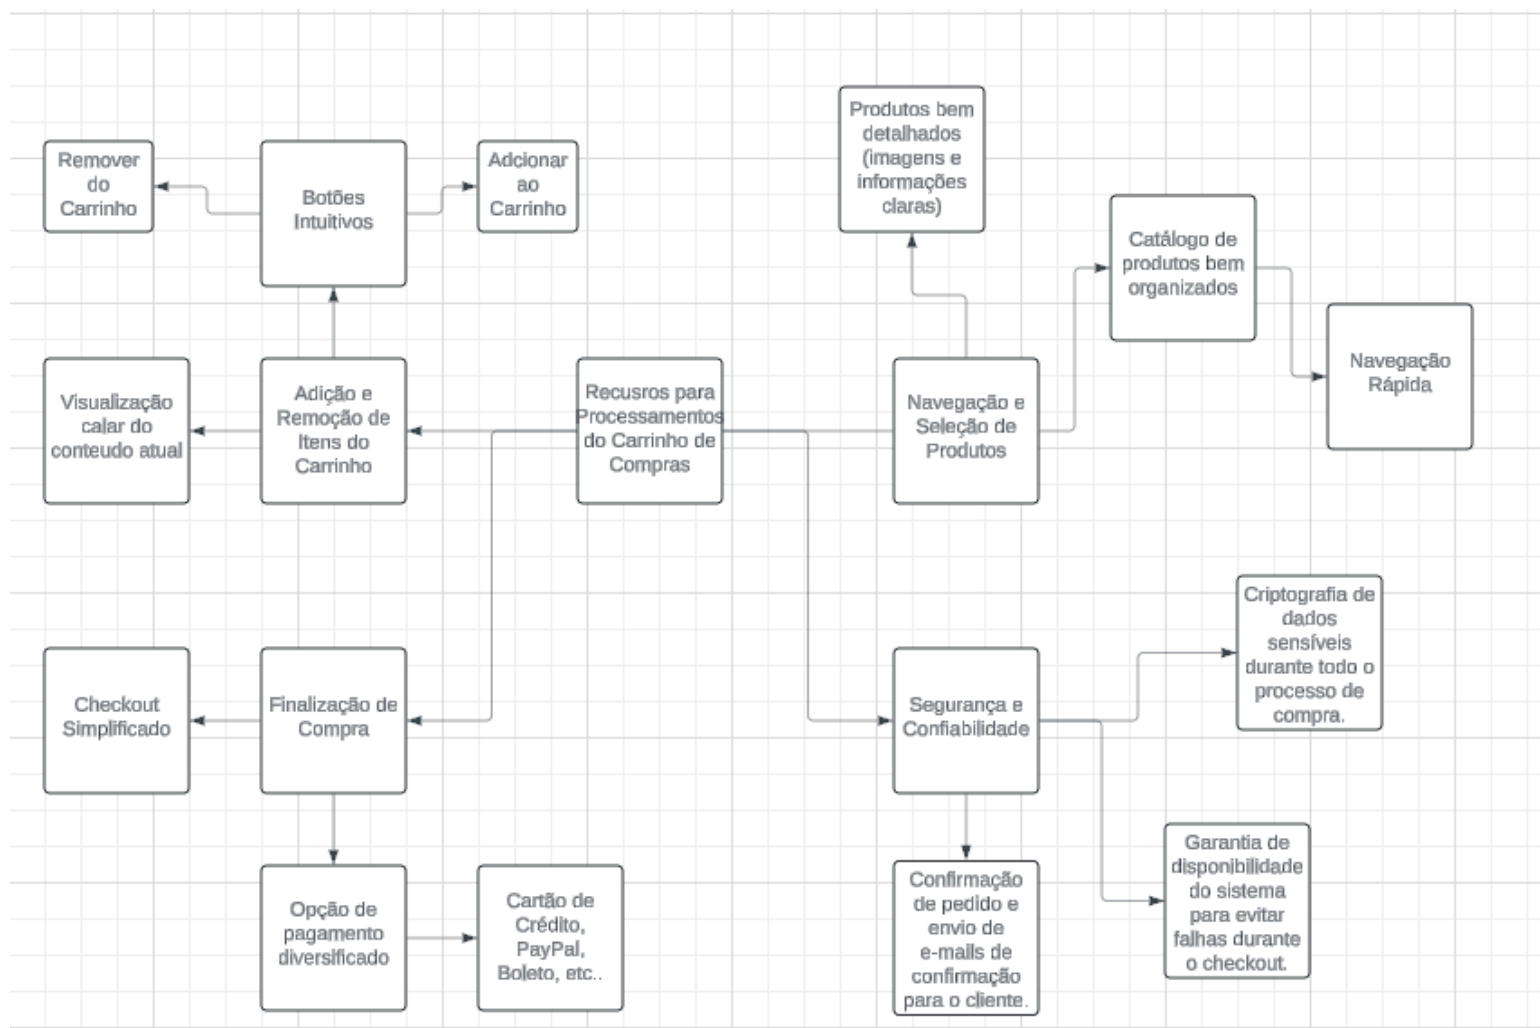 Produtos bem
detalhados
(imagens e
informações
claras)
Remover
do
Carrinho
Botões
Intuitivos
Adcionar
ao
Carrinho
Catálogo de
produtos bem
organizados
Navegação
Rápida
Visualização
calar do
conteudo atual
Adição e
Remoção de
Itens do
Carrinho
Recusros para
Processamentos
do Carrinho de
Compras
Navegação e
Seleção de
Produtos
Criptografia de
dados
sensíveis
durante todo o
processo de
compra.
Checkout
Simplificado
Finalização de
Compra
Segurança e
Confiabilidade
Garantia de
disponibilidade
do sistema
para evitar
falhas durante
o checkout.
Opção de
pagamento
diversificado
Cartão de
Crédito,
PayPal,
Boleto, etc..
Confirmação
de pedido e
envio de
e-mails de
confirmação
para o cliente.